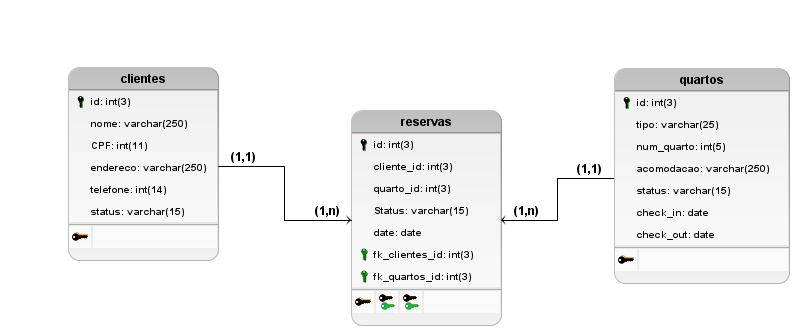 clientes
id: int(3)
nome: varchar(250)
CPF: int(11)
endereco: varchar(250)
telefone: int(14)
status: varchar(15)
(1,1)
(1,n)
reservas
id: int(3)
cliente_id: int(3)
quarto_id: int(3)
Status: varchar(15)
date: date
fk_clientes_id: int(3)
fk_quartos_id: int(3)
(1,1)
(1,n)
quartos
id: int(3)
tipo: varchar(25)
num_quarto: int(5)
acomodacao: varchar(250)
status: varchar(15)
check_in: date
check_out: date